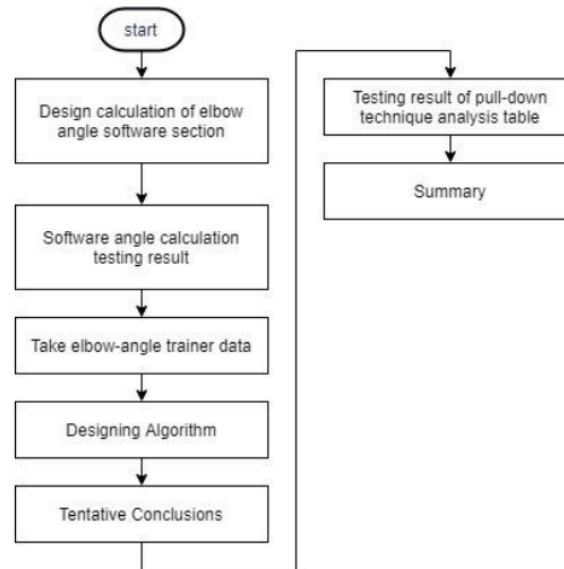 start
Design calculation of elbow
angle software section
Software angle calculation
testing result
Take elbow-angle trainer data
Designing Algorithm
Tentative Conclusions
Testing result of pull-down
technique analysis table
Summary